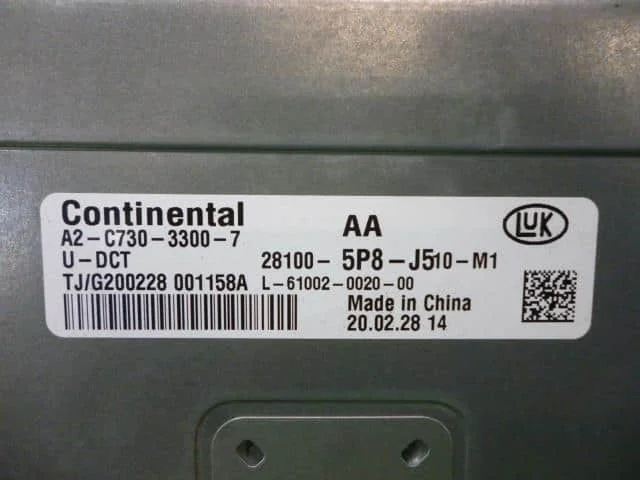 Continental AA LUK
A2-C730-3300-7
U-DCT 28100-5P8-J510-M1
TJ/G200228 001158A L-61002-0020-00
Made in China
20.02.28 14